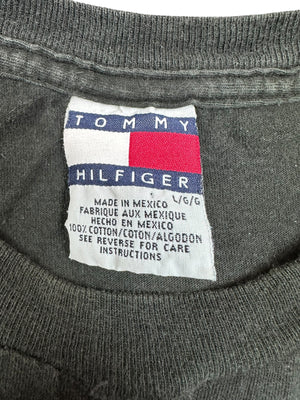 TOMMY
HILFIGER
L/G/G
MADE IN MEXICO
FABRIQUE AUX MEXIQUE
HECHO EN MEXICO
100% COTTON/COTON/ALGODON
SEE REVERSE FOR CARE
INSTRUCTIONS